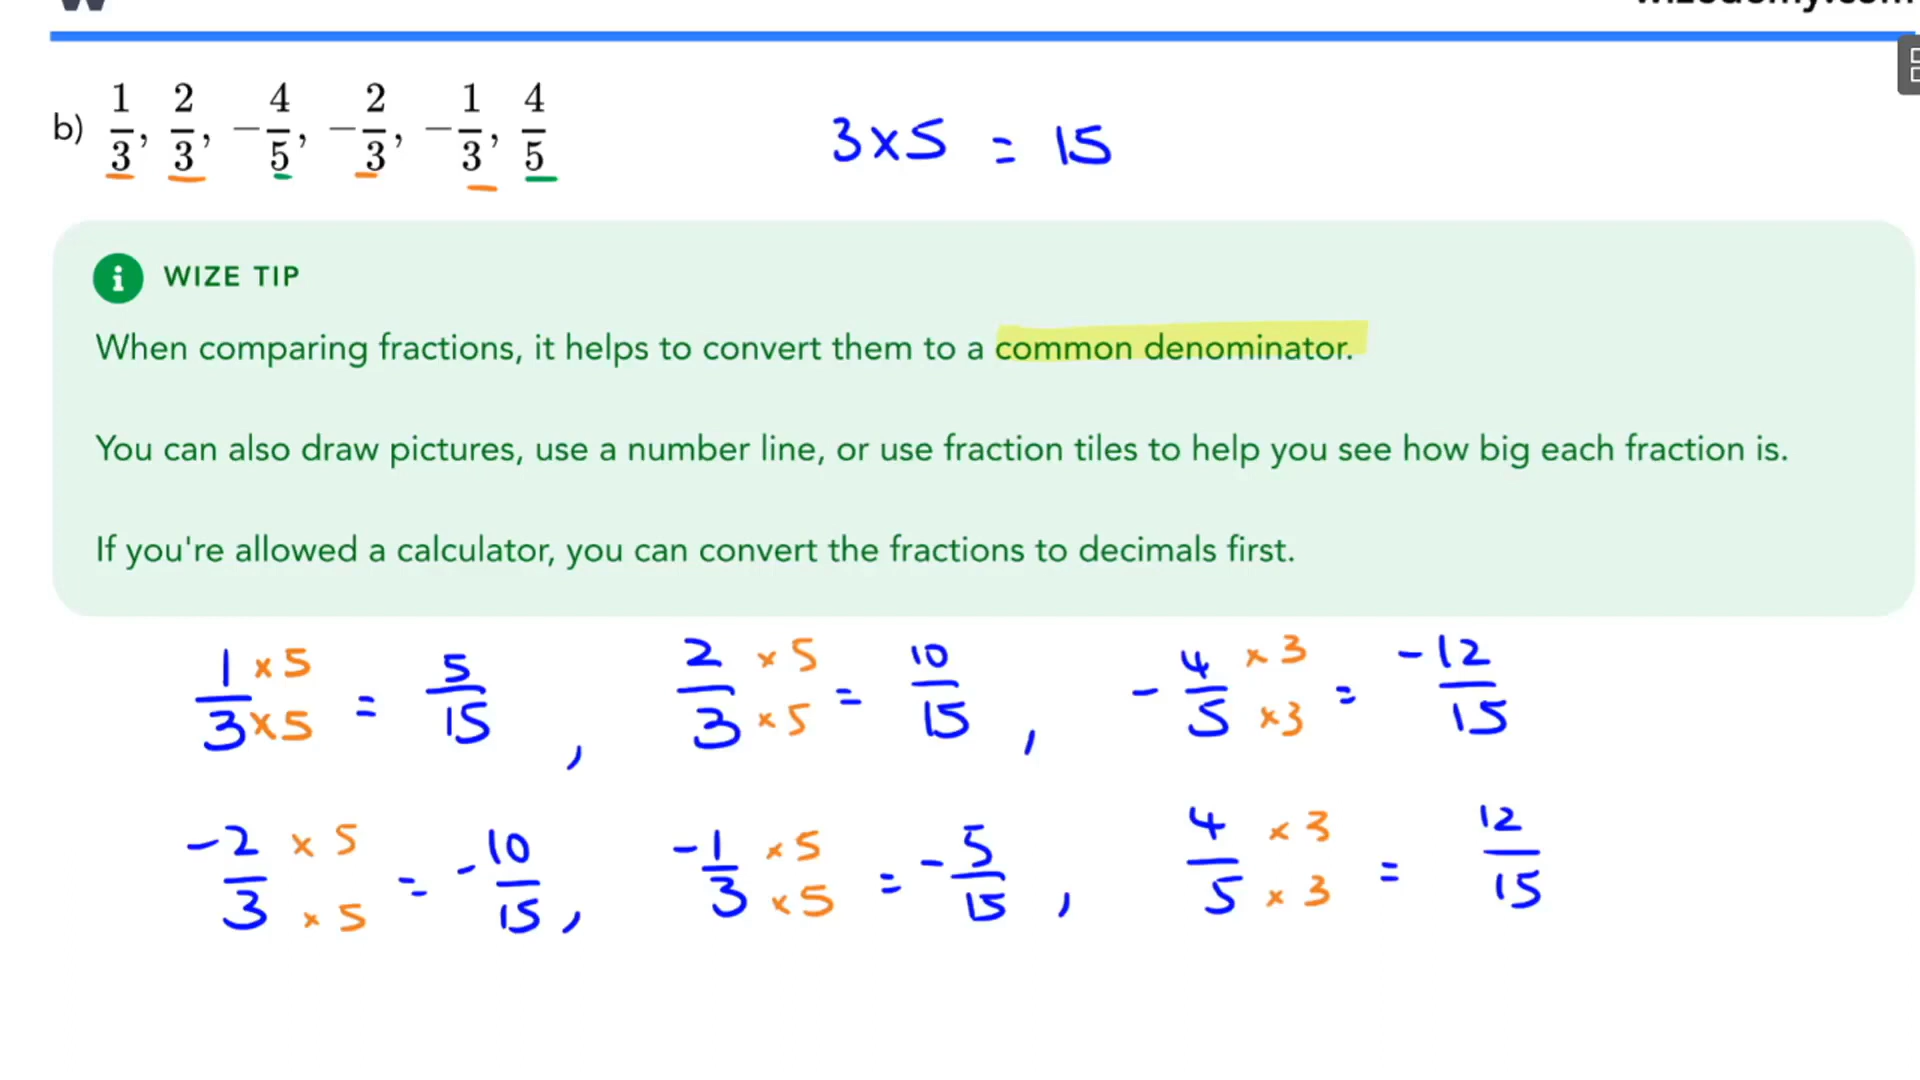 b) 1/3, 2/3, −4/5, −2/3, −1/3, 4/5
3 x 5 = 15
WIZE TIP
When comparing fractions, it helps to convert them to a common denominator.
You can also draw pictures, use a number line, or use fraction tiles to help you see how big each fraction is.
If you're allowed a calculator, you can convert the fractions to decimals first.
1 x 5 / 3 x 5 = 5/15, 2 x 5 / 3 x 5 = 10/15, - 4 x 3 / 5 x 3 = -12/15
-2 x 5 / 3 x 5 = -10/15, -1 x 5 / 3 x 5 = -5/15, 4 x 3 / 5 x 3 = 12/15